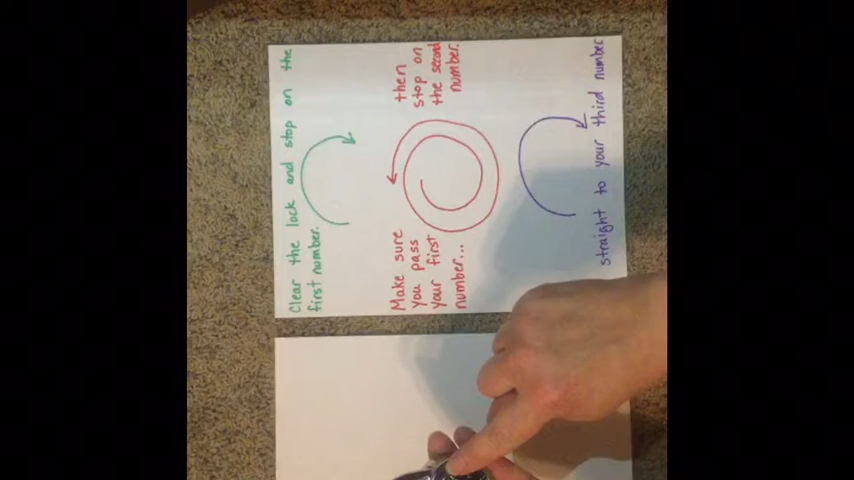 Clear the lock and stop on the
first number.
Make sure
you pass
your first
number...
then
stop on
the second
number.
straight to your third number